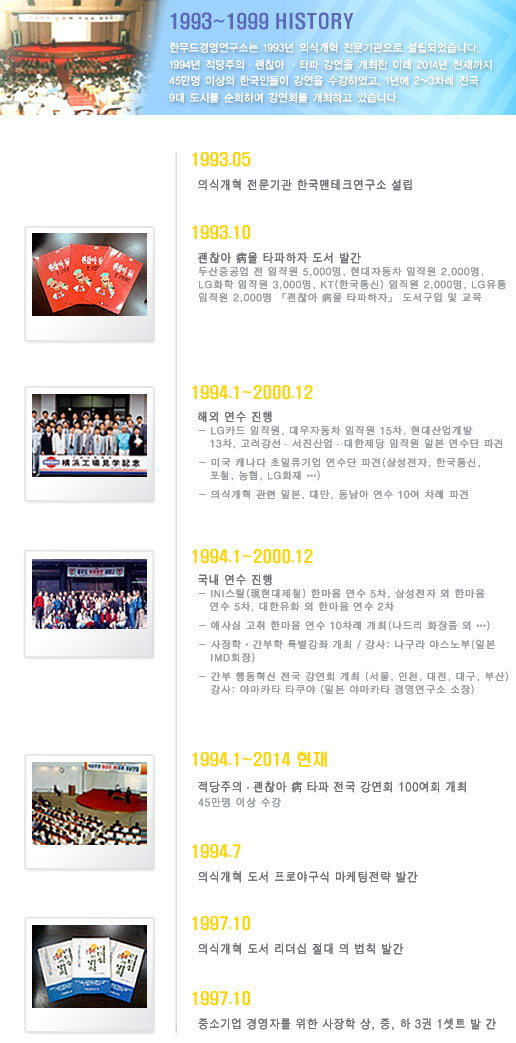 1993~1999 HISTORY
한무드경영연구소는 1993년 의식개혁 전문기관으로 설립되었습니다.
1994년 적당주의 · 괜찮아 · 타파 강연을 개최한 이래 2014년 현재까지
45만명 이상의 한국인들이 강연을 수강하였고, 1년에 2~3차례 전국
9대 도시를 순회하며 강연회를 개최하고 있습니다.
1993.05
의식개혁 전문기관 한국맨테크연구소 설립
1993.10
괜찮아 病을 타파하자 도서 발간
두산중공업 전 임직원 5,000명, 현대자동차 임직원 2,000명,
LG화학 임직원 3,000명, KT(한국통신) 임직원 2,000명, LG유통
임직원 2,000명 「괜찮아 病을 타파하자」 도서구입 및 교육
1994.1~2000.12
해외 연수 진행
- LG카드 임직원, 대우자동차 임직원 15차, 현대산업개발
13차, 고려강선 · 서진산업 · 대한제당 임직원 일본 연수단 파견
- 미국 캐나다 초일류기업 연수단 파견(삼성전자, 한국통신,
포철, 농협, LG화재 …)
- 의식개혁 관련 일본, 대만, 동남아 연수 10여 차례 파견
橫浜工場見学記念
1994.1~2000.12
국내 연수 진행
- INI스틸(現현대제철) 한마음 연수 5차, 삼성전자 외 한마음
연수 5차, 대한유화 외 한마음 연수 2차
- 애사심 고취 한마음 연수 10차례 개최(나드리 화장품 외 …)
- 사장학 · 간부학 특별강좌 개최 / 강사: 나구라 야스노부(일본
IMD회장)
- 간부 행동혁신 전국 강연회 개최 (서울, 인천, 대전, 대구, 부산)
강사: 야마카타 타쿠야 (일본 야마카타 경영연구소 소장)
1994.1~2014 현재
적당주의 · 괜찮아 病 타파 전국 강연회 100여회 개최
45만명 이상 수강
1994.7
의식개혁 도서 프로야구식 마케팅전략 발간
1997.10
의식개혁 도서 리더십 절대 의 법칙 발간
1997.10
중소기업 경영자를 위한 사장학 상, 중, 하 3권 1셋트 발 간